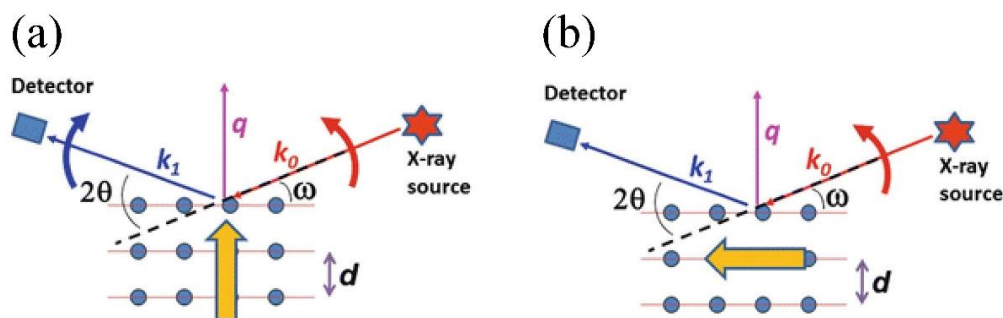 (a)
Detector
q
k₁
k₀
X-ray
source
2θ
ω
d
(b)
Detector
q
k₁
k₀
X-ray
source
2θ
ω
d